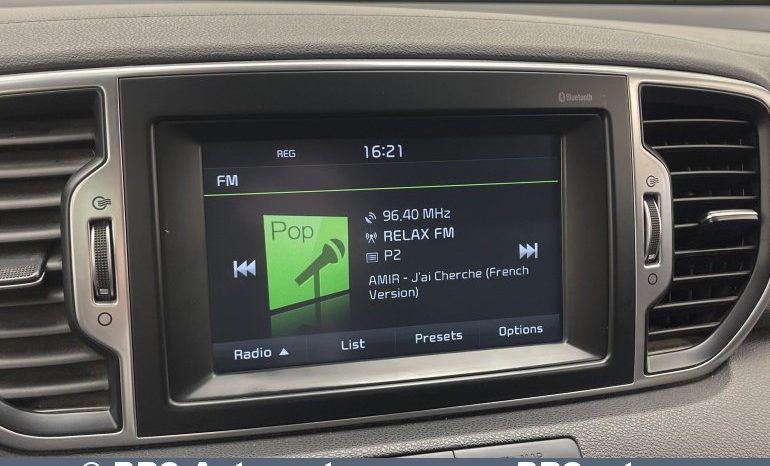 Bluetooth
REG 16:21
FM
Pop
96.40 MHz
RELAX FM
P2
AMIR - J'ai Cherche (French
Version)
Radio ▲ List Presets Options